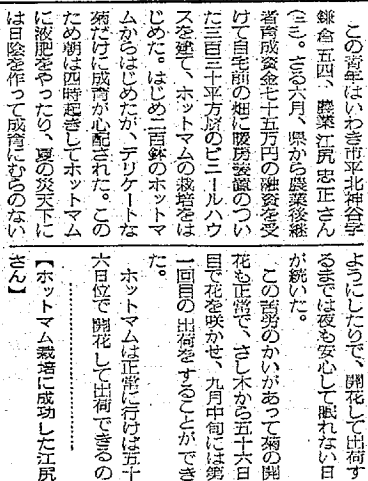 この青年はいわき市平北神谷字
鎌倉五四、農業江尻忠正さん
(三)。さる六月、県から農業後継
者育成資金七十五万円の融資を受
けて自宅前の畑に暖房装置のつい
た三百三十平方㍍のビニールハウ
スを建て、ホットマムの栽培をは
じめた。はじめ二百鉢のホットマ
ムからはじめたが、デリケートな
菊だけに成育が心配された。この
ため朝は四時起きしてホットマム
に液肥をやったり、夏の炎天下に
は日陰を作って成育にむらのない
ようにしたりで、開花して出荷す
るまでは夜も安心して眠れない日
が続いた。
この苦労のかいがあって菊の開
花も正常で、さし木から五十六日
目で花を咲かせ、九月中旬には第
一回目の出荷をすることができ
た。
ホットマムは正常に行けば五十
六日位で開花して出荷できるの
【ホットマム栽培に成功した江尻
さん】